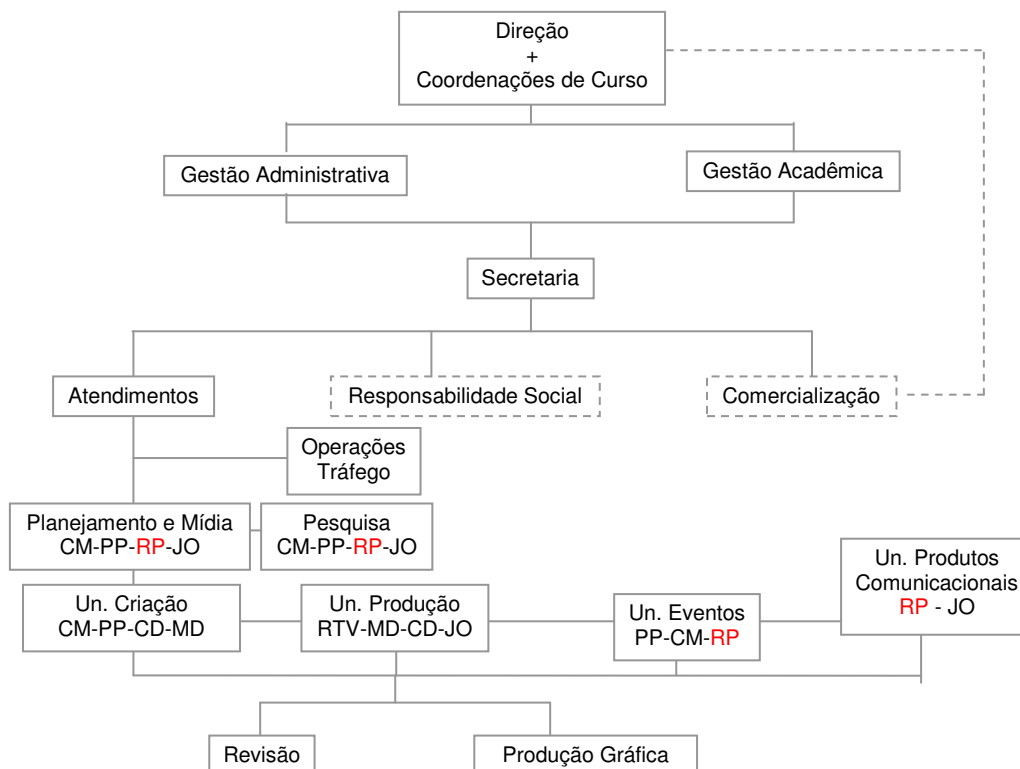 Direção
+
Coordenações de Curso
Gestão Administrativa
Gestão Acadêmica
Secretaria
Atendimentos
Responsabilidade Social
Comercialização
Operações
Tráfego
Planejamento e Mídia
CM-PP-RP-JO
Pesquisa
CM-PP-RP-JO
Un. Produtos
Comunicacionais
RP - JO
Un. Criação
CM-PP-CD-MD
Un. Produção
RTV-MD-CD-JO
Un. Eventos
PP-CM-RP
Revisão
Produção Gráfica